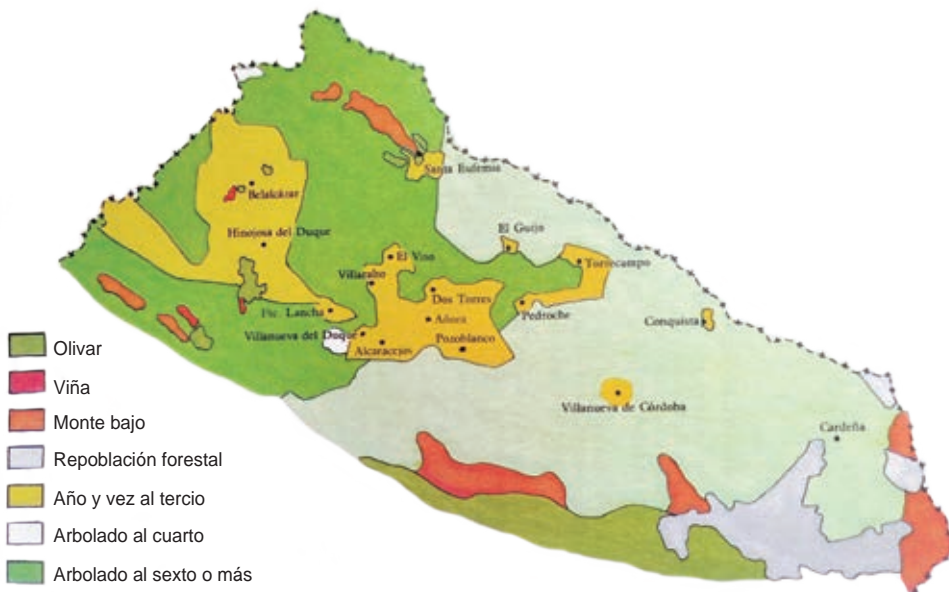 Santa Eufemia
Belalcázar
Hinojosa del Duque
El Guijo
El Viso
Torrecampo
Villaralto
Dos Torres
Fte. Lancha
Pedroche
Añora
Conquista
Villanueva del Duque
Alcaracejos
Pozoblanco
Villanueva de Córdoba
Cardeña
Olivar
Viña
Monte bajo
Repoblación forestal
Año y vez al tercio
Arbolado al cuarto
Arbolado al sexto o más